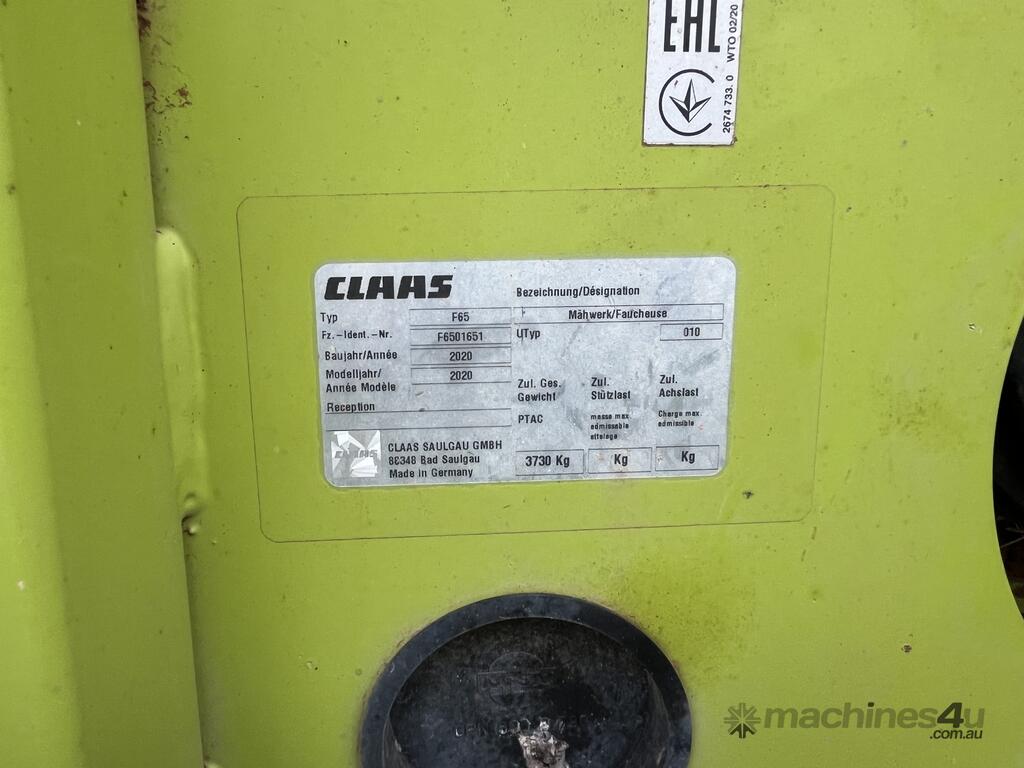 EAC
2674 733. 0 WTO 02/20
CLAAS
Bezeichnung/Désignation
Typ F65 Mähwerk/Faucheuse
Fz.-Ident.-Nr. F6501651 UTyp 010
Baujahr/Année 2020
Modelljahr/
Année Modèle 2020
Reception
Zul. Ges.
Gewicht
PTAC
3730 Kg
Zul.
Stützlast
masse max
admissible
attelage
Kg
Zul.
Achslast
Charge max.
admissible
Kg
CLAAS
CLAAS SAULGAU GMBH
88348 Bad Saulgau
Made in Germany
machines4u
.com.au